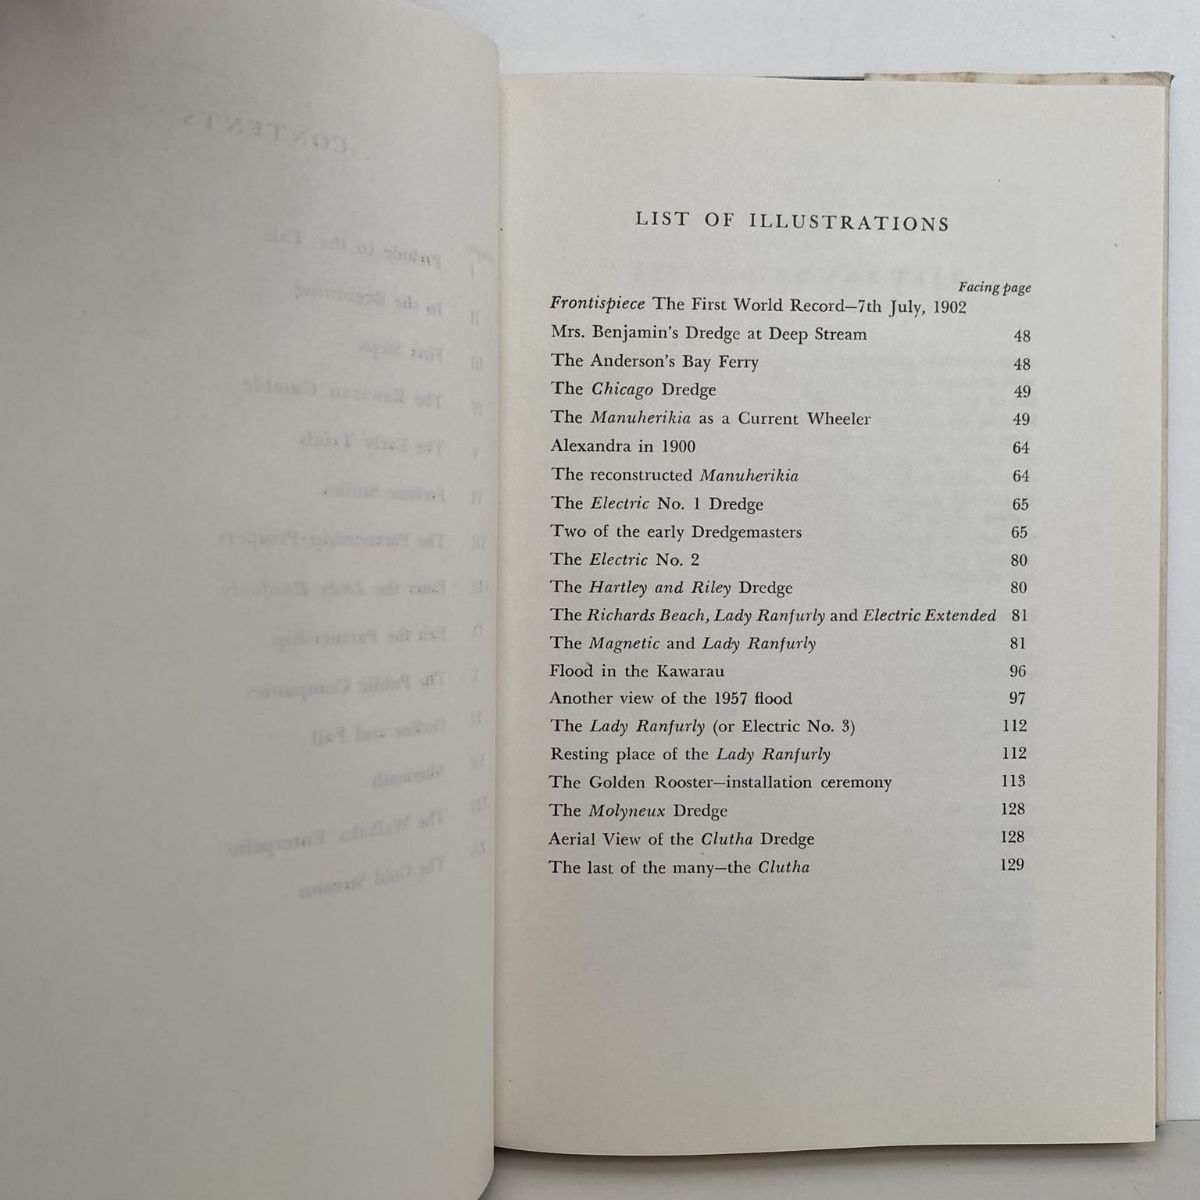 LIST OF ILLUSTRATIONS
Facing page
Frontispiece The First World Record—7th July, 1902
Mrs. Benjamin's Dredge at Deep Stream 48
The Anderson's Bay Ferry 48
The Chicago Dredge 49
The Manuherikia as a Current Wheeler 49
Alexandra in 1900 64
The reconstructed Manuherikia 64
The Electric No. 1 Dredge 65
Two of the early Dredgemasters 65
The Electric No. 2 80
The Hartley and Riley Dredge 80
The Richards Beach, Lady Ranfurly and Electric Extended 81
The Magnetic and Lady Ranfurly 81
Flood in the Kawarau 96
Another view of the 1957 flood 97
The Lady Ranfurly (or Electric No. 3) 112
Resting place of the Lady Ranfurly 112
The Golden Rooster—installation ceremony 113
The Molyneux Dredge 128
Aerial View of the Clutha Dredge 128
The last of the many—the Clutha 129